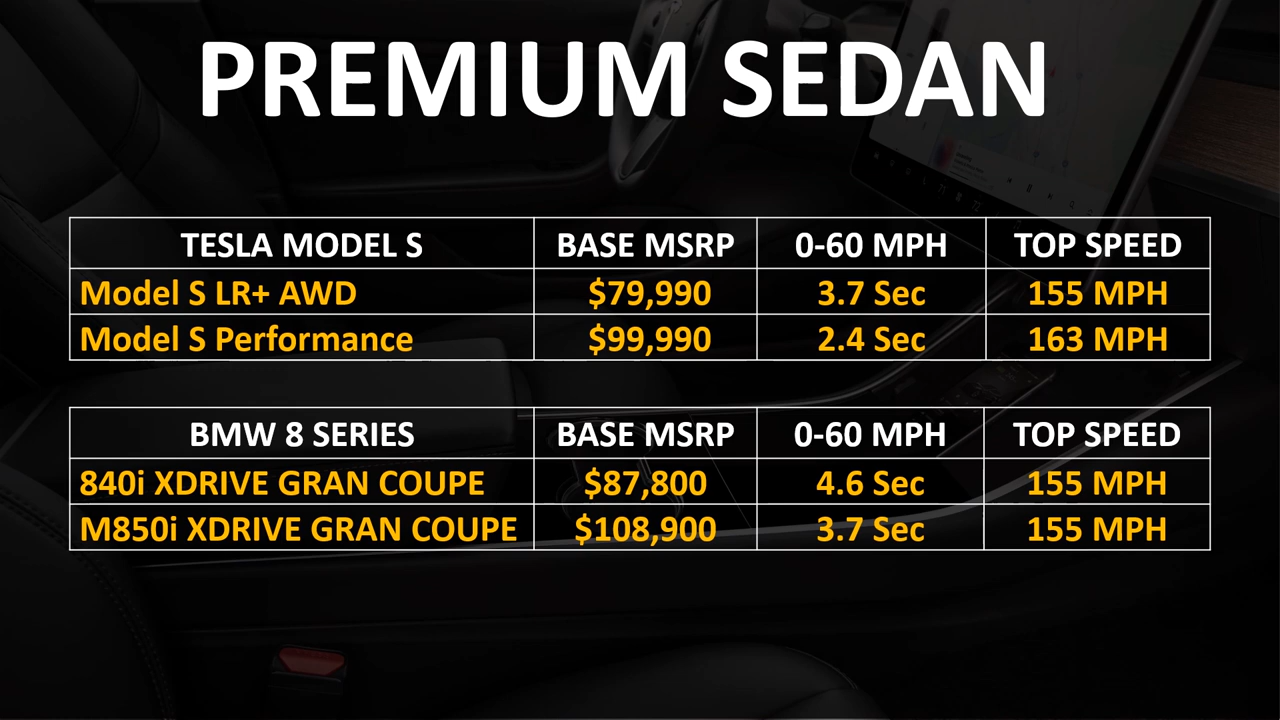 PREMIUM SEDAN
TESLA MODEL S BASE MSRP 0-60 MPH TOP SPEED
Model S LR+ AWD $79,990 3.7 Sec 155 MPH
Model S Performance $99,990 2.4 Sec 163 MPH
BMW 8 SERIES BASE MSRP 0-60 MPH TOP SPEED
840i XDRIVE GRAN COUPE $87,800 4.6 Sec 155 MPH
M850i XDRIVE GRAN COUPE $108,900 3.7 Sec 155 MPH